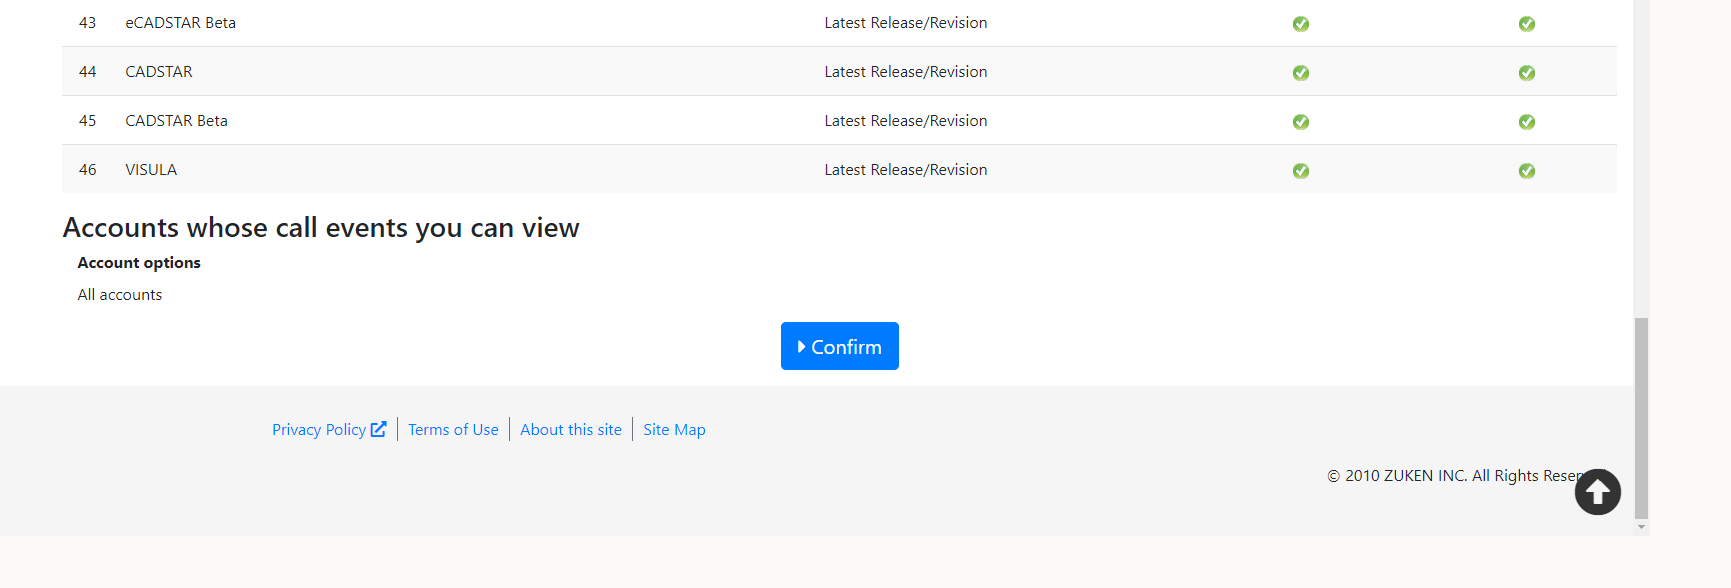 43 eCADSTAR Beta Latest Release/Revision
44 CADSTAR Latest Release/Revision
45 CADSTAR Beta Latest Release/Revision
46 VISULA Latest Release/Revision
Accounts whose call events you can view
Account options
All accounts
Confirm
Privacy Policy Terms of Use About this site Site Map
© 2010 ZUKEN INC. All Rights